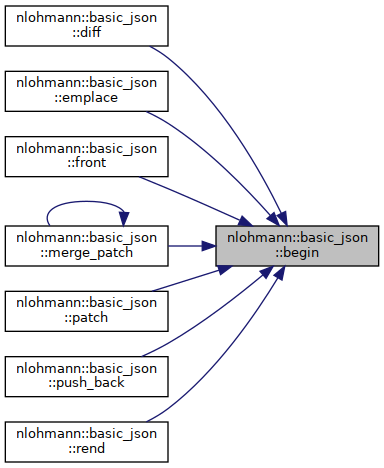 nlohmann::basic_json
::diff
nlohmann::basic_json
::emplace
nlohmann::basic_json
::front
nlohmann::basic_json
::merge_patch
nlohmann::basic_json
::begin
nlohmann::basic_json
::patch
nlohmann::basic_json
::push_back
nlohmann::basic_json
::rend